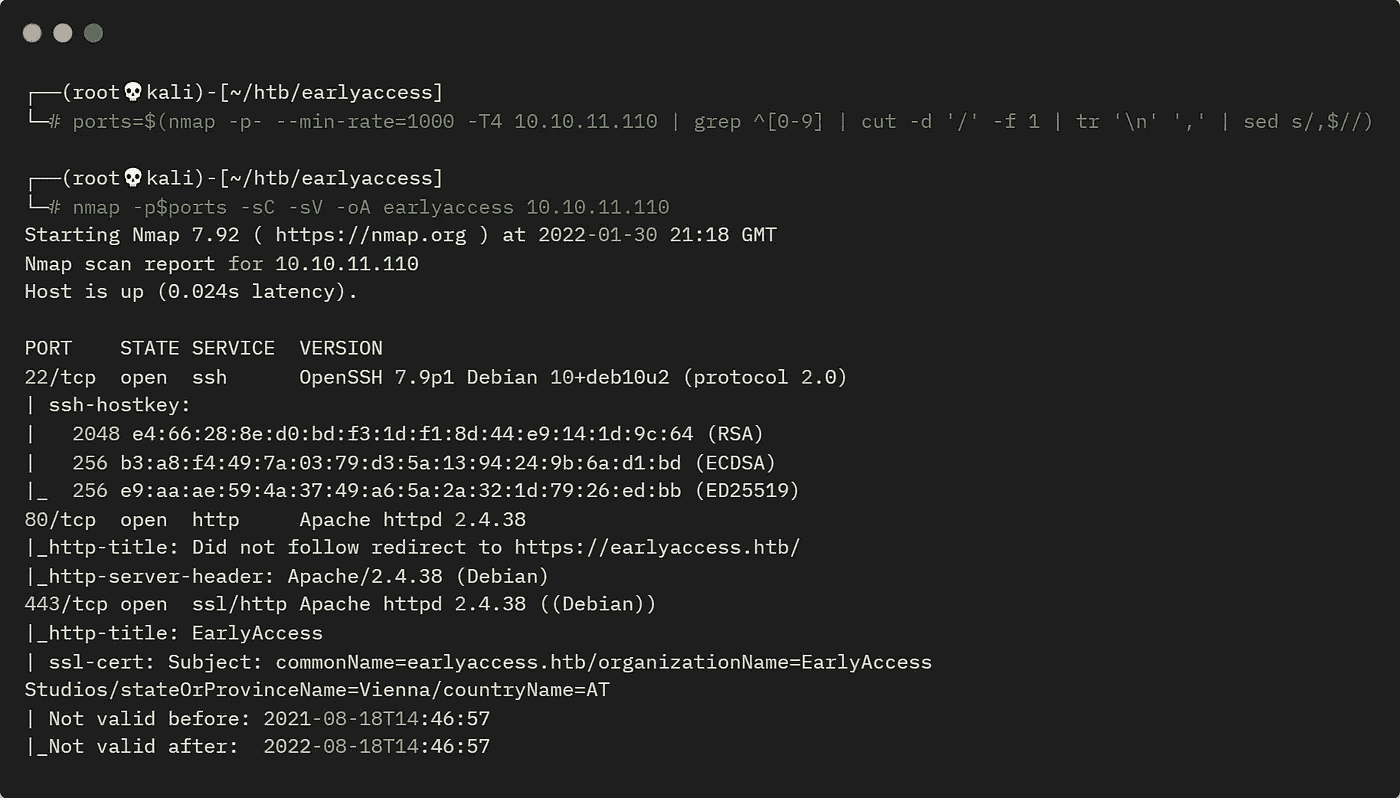 ┌──(root💀kali)-[~/htb/earlyaccess]
└─# ports=$(nmap -p- --min-rate=1000 -T4 10.10.11.110 | grep ^[0-9] | cut -d '/' -f 1 | tr '\n' ',' | sed s/,$//)
┌──(root💀kali)-[~/htb/earlyaccess]
└─# nmap -p$ports -sC -sV -oA earlyaccess 10.10.11.110
Starting Nmap 7.92 ( https://nmap.org ) at 2022-01-30 21:18 GMT
Nmap scan report for 10.10.11.110
Host is up (0.024s latency).
PORT    STATE SERVICE  VERSION
22/tcp  open  ssh      OpenSSH 7.9p1 Debian 10+deb10u2 (protocol 2.0)
| ssh-hostkey:
|   2048 e4:66:28:8e:d0:bd:f3:1d:f1:8d:44:e9:14:1d:9c:64 (RSA)
|   256 b3:a8:f4:49:7a:03:79:d3:5a:13:94:24:9b:6a:d1:bd (ECDSA)
|_  256 e9:aa:ae:59:4a:37:49:a6:5a:2a:32:1d:79:26:ed:bb (ED25519)
80/tcp  open  http     Apache httpd 2.4.38
|_http-title: Did not follow redirect to https://earlyaccess.htb/
|_http-server-header: Apache/2.4.38 (Debian)
443/tcp open  ssl/http Apache httpd 2.4.38 ((Debian))
|_http-title: EarlyAccess
| ssl-cert: Subject: commonName=earlyaccess.htb/organizationName=EarlyAccess
Studios/stateOrProvinceName=Vienna/countryName=AT
| Not valid before: 2021-08-18T14:46:57
|_Not valid after:  2022-08-18T14:46:57